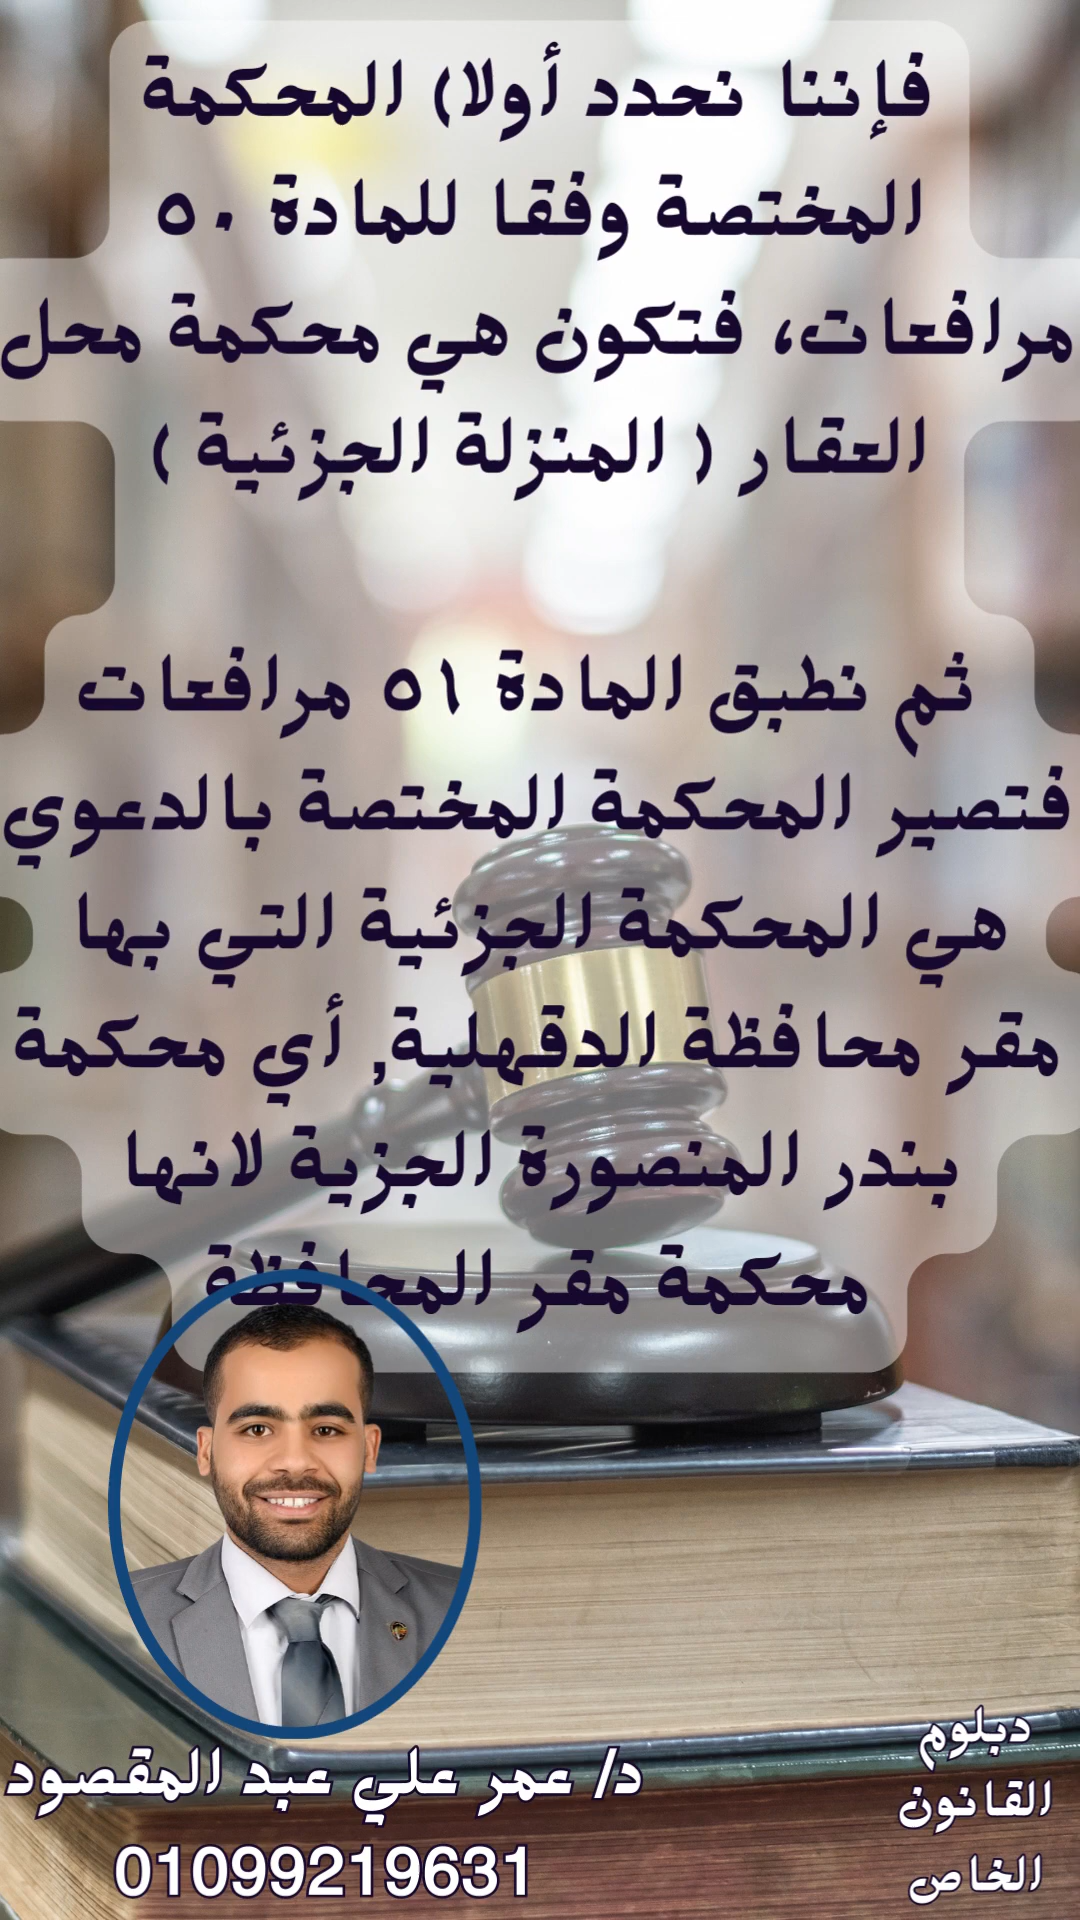 فإننا نحدد أولا) المحكمة
المختصة وفقا للمادة ٥٠
مرافعات، فتكون هي محكمة محل
العقار ( المنزلة الجزئية )
ثم نطبق المادة ٥١ مرافعات
فتصير المحكمة المختصة بالدعوي
هي المحكمة الجزئية التي بها
مقر محافظة الدقهلية, أي محكمة
بندر المنصورة الجزية لانها
محكمة مقر المحافظة
د/ عمر علي عبد المقصود
01099219631
دبلوم
القانون
الخاص